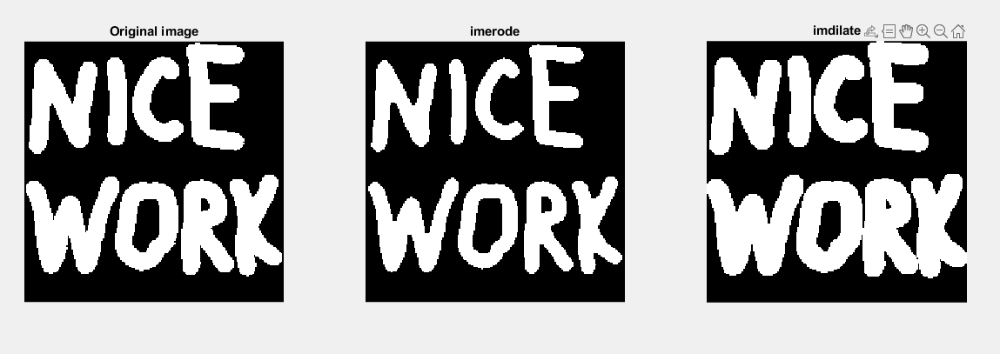 Original image
NICE
WORK
imerode
NICE
WORK
imdilate
NICE
WORK